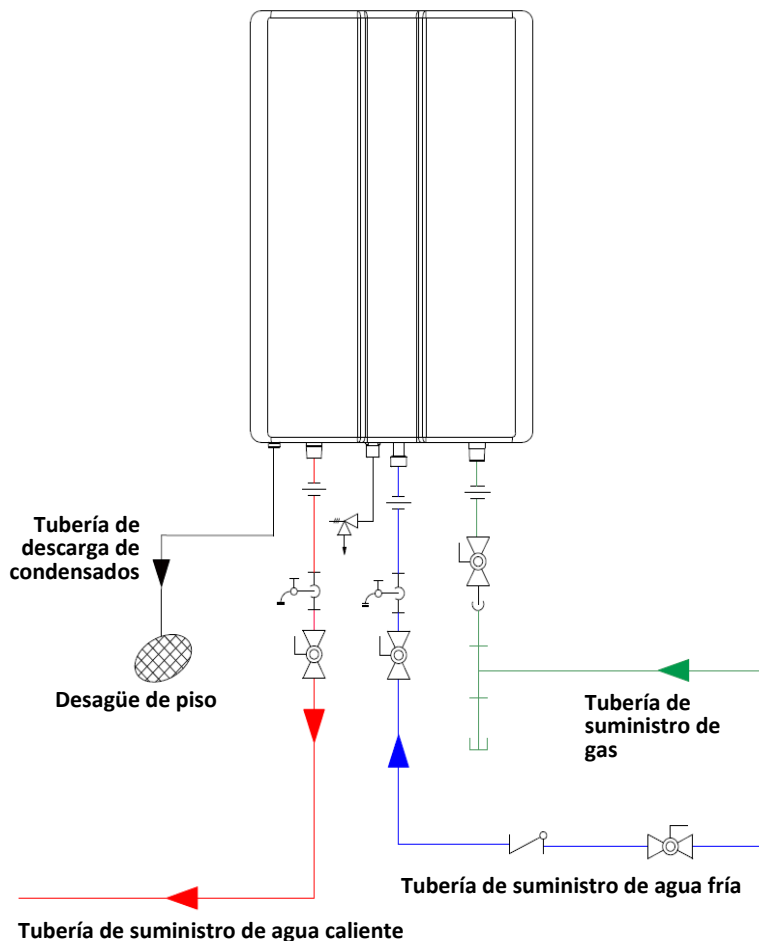 Tubería de
descarga de
condensados
Desagüe de piso
Tubería de
suministro de
gas
Tubería de suministro de agua fría
Tubería de suministro de agua caliente